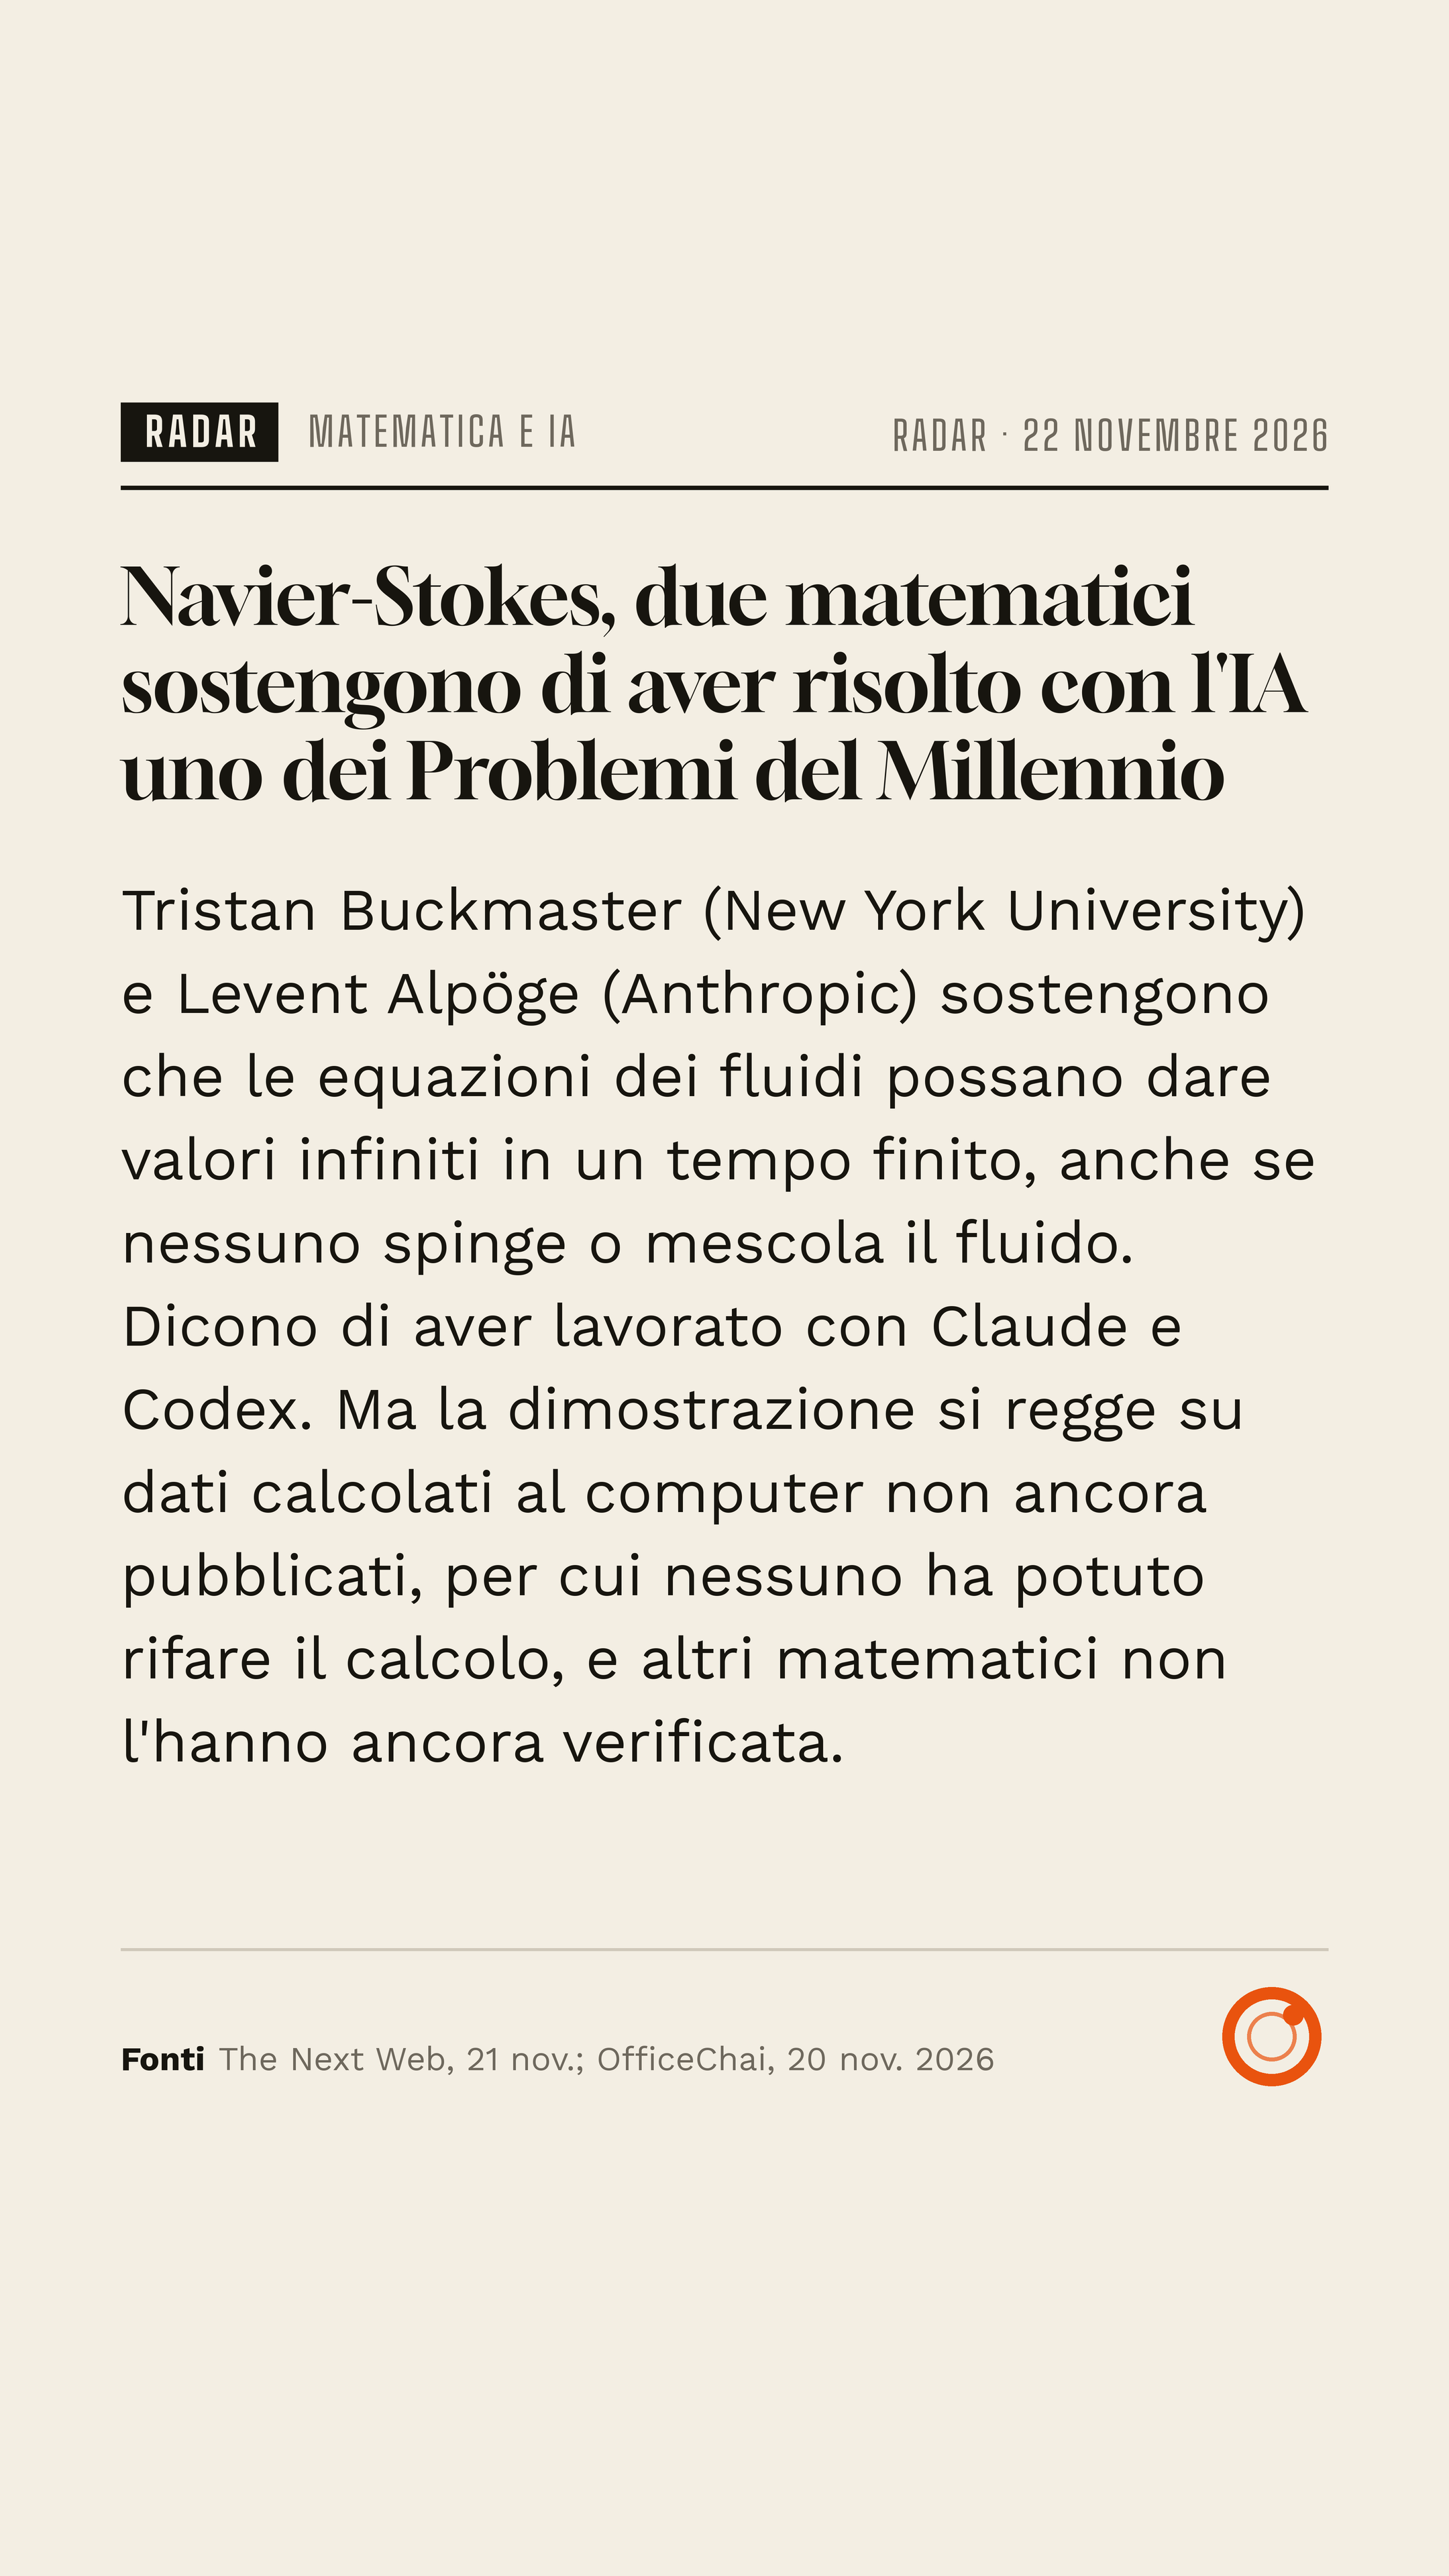 RADAR MATEMATICA E IA RADAR · 22 NOVEMBRE 2026
Navier-Stokes, due matematici
sostengono di aver risolto con l'IA
uno dei Problemi del Millennio
Tristan Buckmaster (New York University)
e Levent Alpöge (Anthropic) sostengono
che le equazioni dei fluidi possano dare
valori infiniti in un tempo finito, anche se
nessuno spinge o mescola il fluido.
Dicono di aver lavorato con Claude e
Codex. Ma la dimostrazione si regge su
dati calcolati al computer non ancora
pubblicati, per cui nessuno ha potuto
rifare il calcolo, e altri matematici non
l'hanno ancora verificata.
Fonti The Next Web, 21 nov.; OfficeChai, 20 nov. 2026